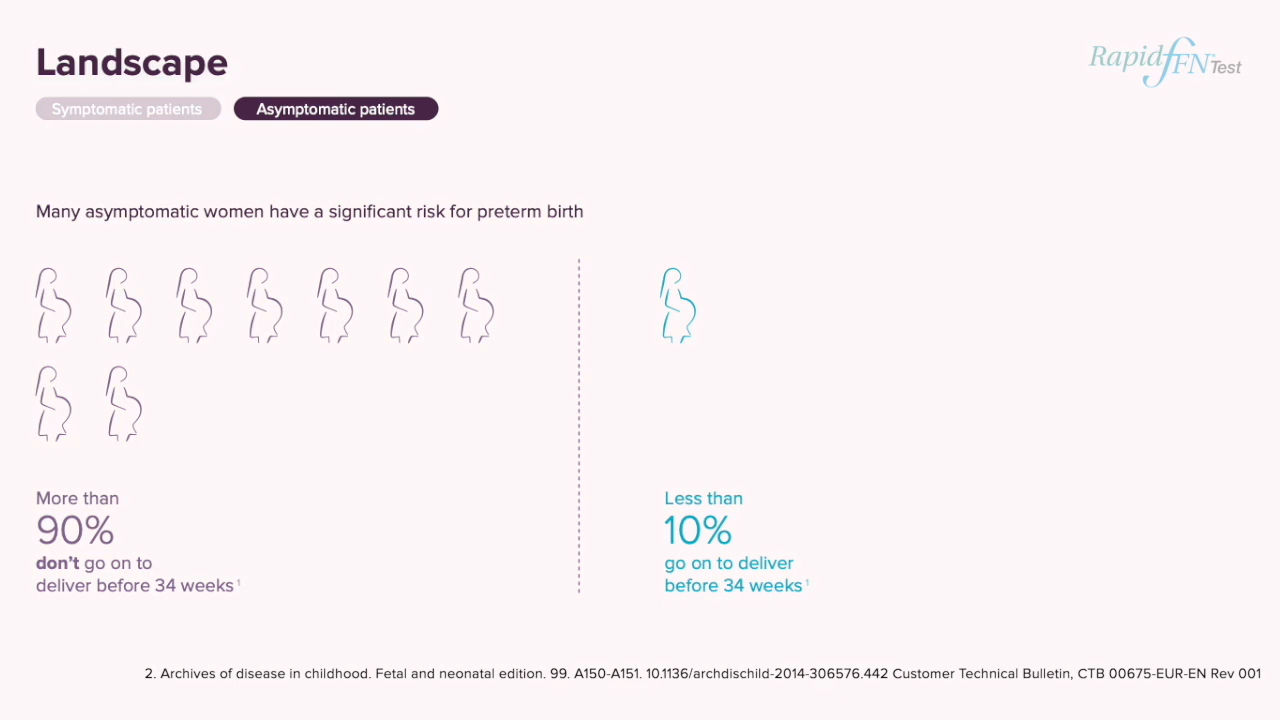 Landscape
Rapid fFN® Test
Symptomatic patients
Asymptomatic patients
Many asymptomatic women have a significant risk for preterm birth
More than
90%
don’t go on to
deliver before 34 weeks ¹
Less than
10%
go on to deliver
before 34 weeks ¹
2. Archives of disease in childhood. Fetal and neonatal edition. 99. A150-A151. 10.1136/archdischild-2014-306576.442 Customer Technical Bulletin, CTB 00675-EUR-EN Rev 001